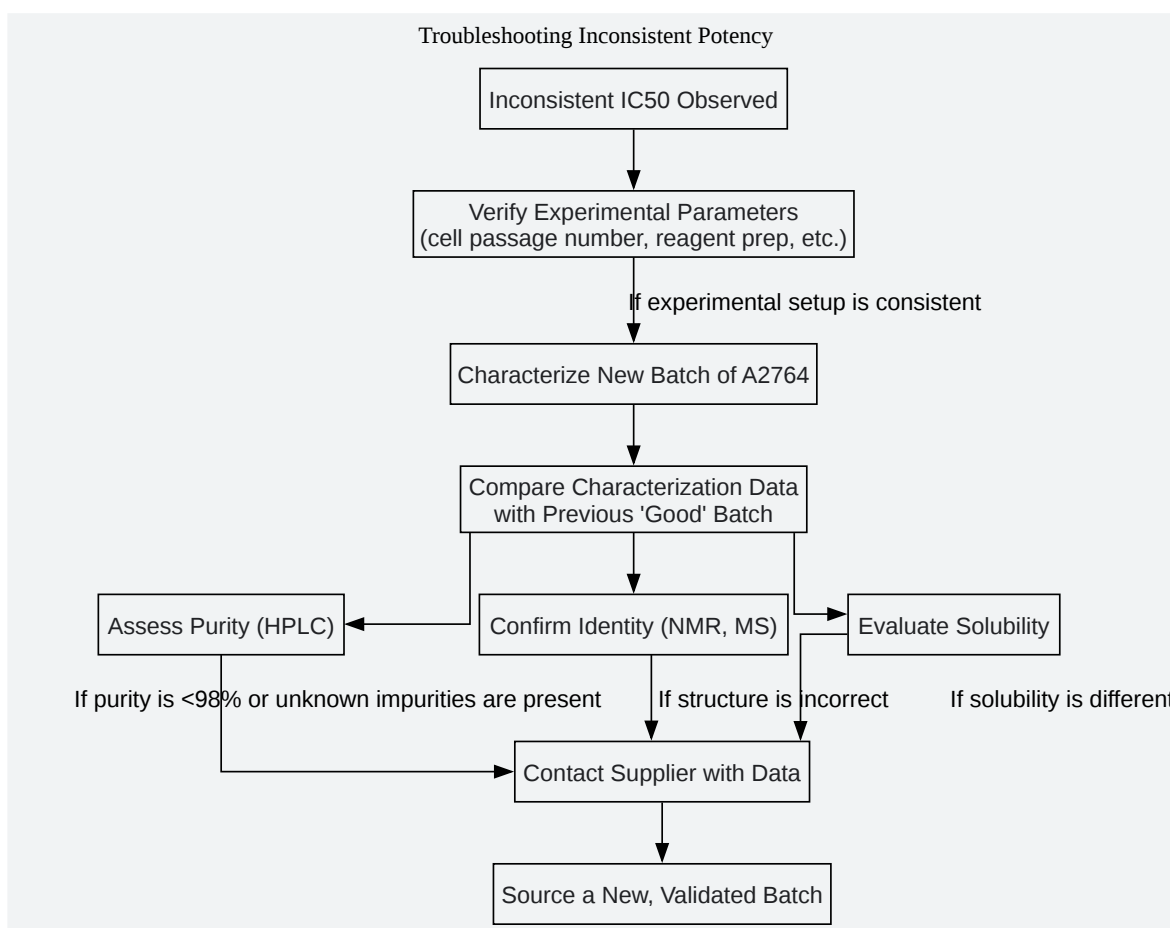 Troubleshooting Inconsistent Potency
Inconsistent IC50 Observed
Verify Experimental Parameters
(cell passage number, reagent prep, etc.)
If experimental setup is consistent
Characterize New Batch of A2764
Compare Characterization Data
with Previous 'Good' Batch
Assess Purity (HPLC)
Confirm Identity (NMR, MS)
Evaluate Solubility
If purity is <98% or unknown impurities are present
If structure is incorrect
If solubility is different
Contact Supplier with Data
Source a New, Validated Batch